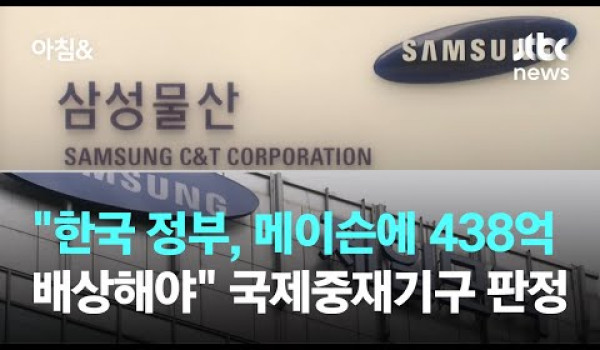 아침&
SAMSUNG
jtbc
news
삼성물산
SAMSUNG C&T CORPORATION
SUNG
"한국 정부, 메이슨에 438억
배상해야" 국제중재기구 판정